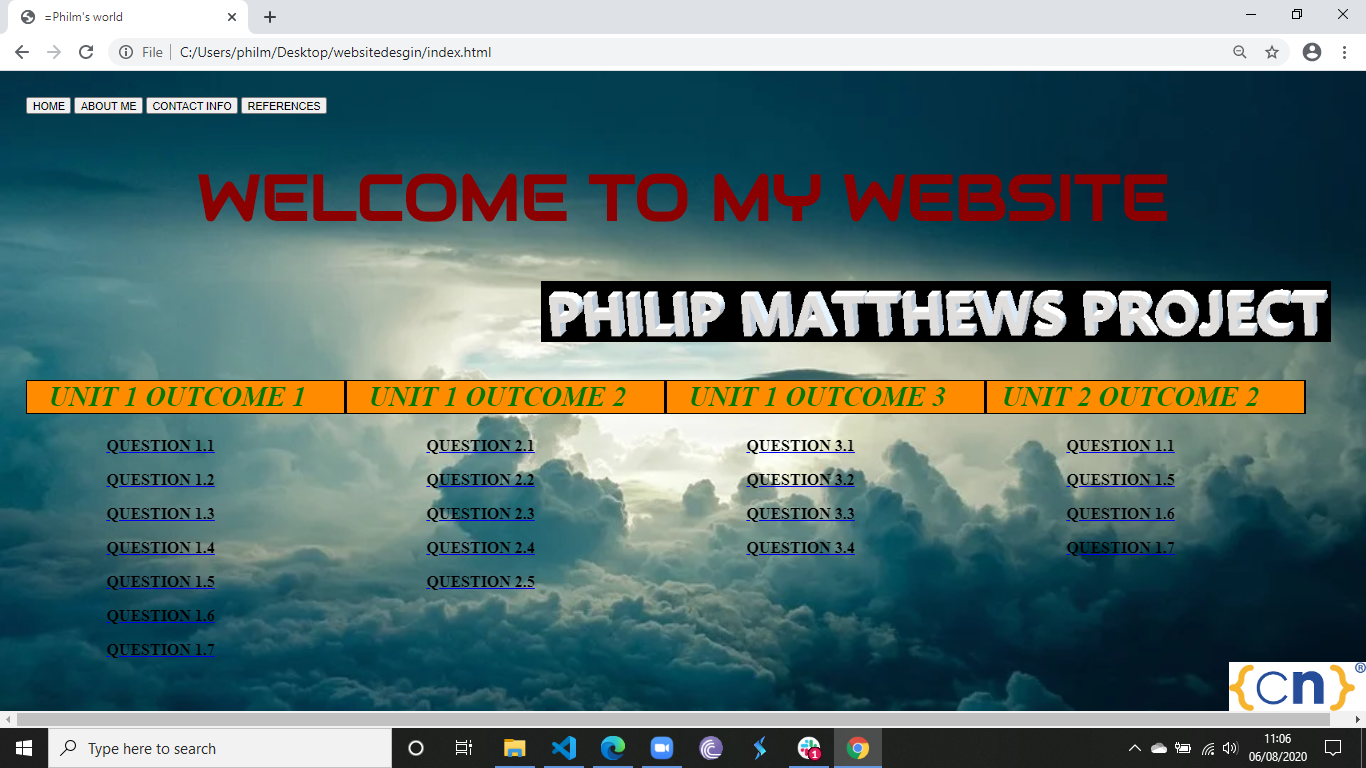 =Philm's world
File
C:/Users/philm/Desktop/websitedesgin/index.html
HOME ABOUT ME CONTACT INFO REFERENCES
WELCOME TO MY WEBSITE
PHILIP MATTHEWS PROJECT
UNIT 1 OUTCOME 1 UNIT 1 OUTCOME 2 UNIT 1 OUTCOME 3 UNIT 2 OUTCOME 2
QUESTION 1.1 QUESTION 2.1 QUESTION 3.1 QUESTION 1.1
QUESTION 1.2 QUESTION 2.2 QUESTION 3.2 QUESTION 1.5
QUESTION 1.3 QUESTION 2.3 QUESTION 3.3 QUESTION 1.6
QUESTION 1.4 QUESTION 2.4 QUESTION 3.4 QUESTION 1.7
QUESTION 1.5 QUESTION 2.5
QUESTION 1.6
QUESTION 1.7
{cn}®
Type here to search
1
11:06
06/08/2020